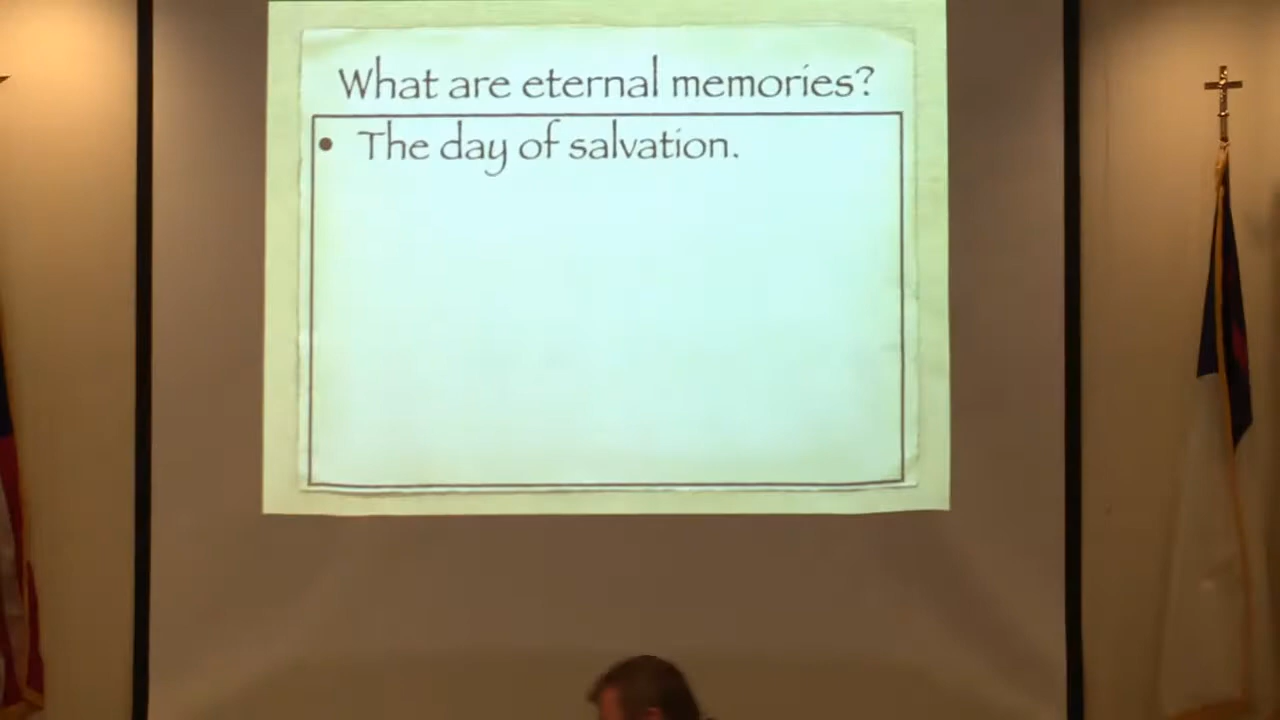 What are eternal memories?
• The day of salvation.